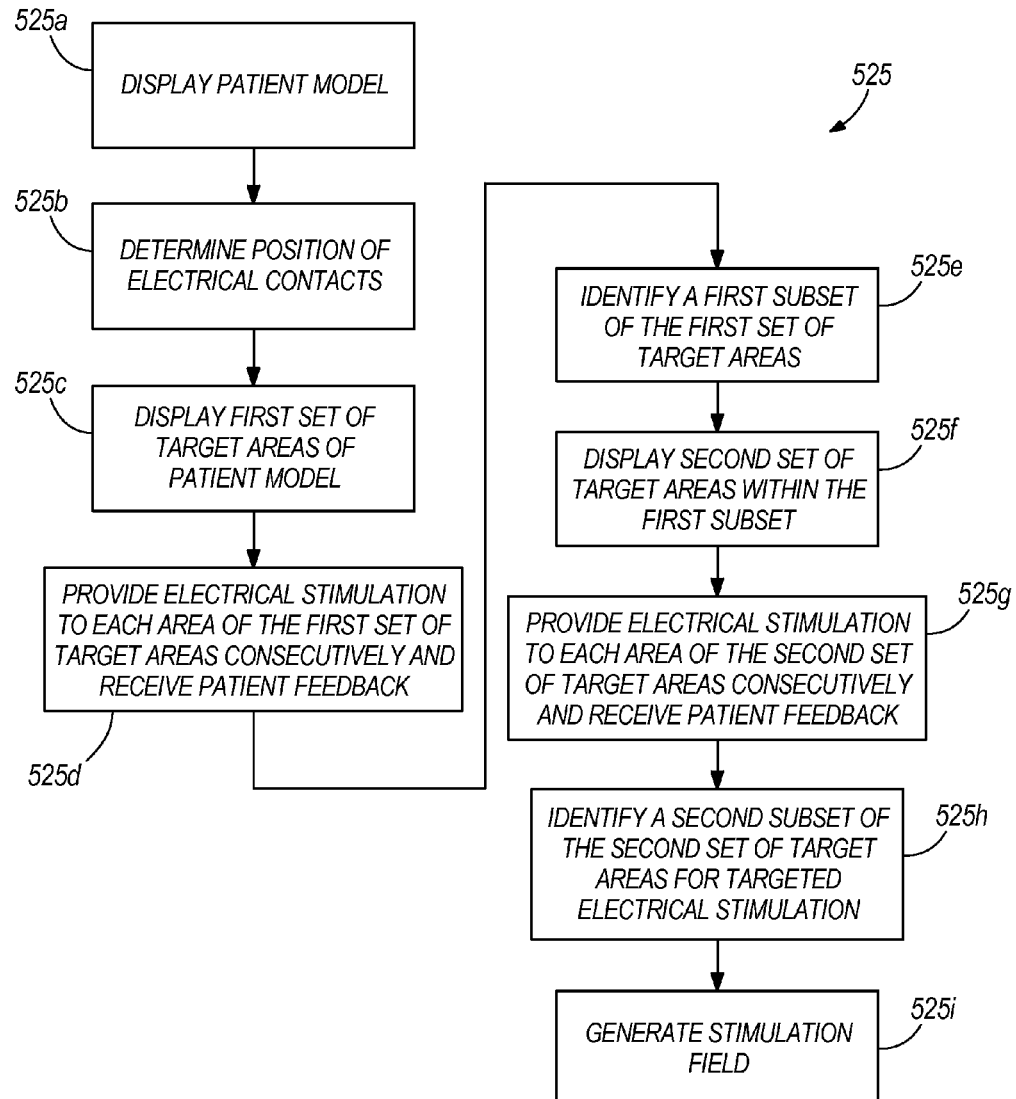 525a
DISPLAY PATIENT MODEL
525b
DETERMINE POSITION OF
ELECTRICAL CONTACTS
525c
DISPLAY FIRST SET OF
TARGET AREAS OF
PATIENT MODEL
PROVIDE ELECTRICAL STIMULATION
TO EACH AREA OF THE FIRST SET OF
TARGET AREAS CONSECUTIVELY AND
RECEIVE PATIENT FEEDBACK
525d
525
525e
IDENTIFY A FIRST SUBSET
OF THE FIRST SET OF
TARGET AREAS
525f
DISPLAY SECOND SET OF
TARGET AREAS WITHIN THE
FIRST SUBSET
525g
PROVIDE ELECTRICAL STIMULATION
TO EACH AREA OF THE SECOND SET
OF TARGET AREAS CONSECUTIVELY
AND RECEIVE PATIENT FEEDBACK
525h
IDENTIFY A SECOND SUBSET OF
THE SECOND SET OF TARGET
AREAS FOR TARGETED
ELECTRICAL STIMULATION
525i
GENERATE STIMULATION
FIELD